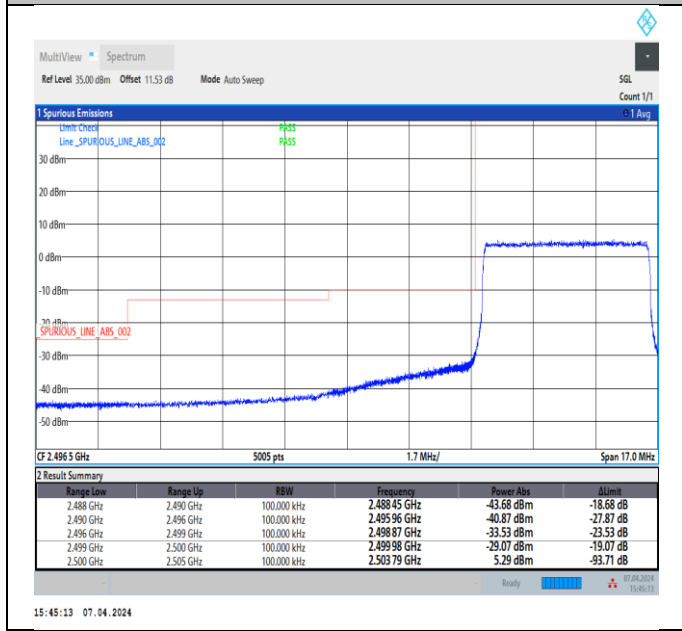 MultiView Spectrum
Ref Level 35.00 dBm Offset 11.53 dB Mode Auto Sweep SGL
Count 1/1
1 Spurious Emissions 1 Avg
Limit Check PASS
Line _SPURIOUS_LINE_ABS_002 PASS
30 dBm
20 dBm
10 dBm
0 dBm
-10 dBm
-20 dBm
_SPURIOUS_LINE_ABS_002
-30 dBm
-40 dBm
-50 dBm
CF 2.496 5 GHz 5005 pts 1.7 MHz/ Span 17.0 MHz
2 Result Summary
Range Low Range Up RBW Frequency Power Abs ΔLimit
2.488 GHz 2.490 GHz 100.000 kHz 2.488 45 GHz -43.68 dBm -18.68 dB
2.490 GHz 2.496 GHz 100.000 kHz 2.495 96 GHz -40.87 dBm -27.87 dB
2.496 GHz 2.499 GHz 100.000 kHz 2.498 87 GHz -33.53 dBm -23.53 dB
2.499 GHz 2.500 GHz 100.000 kHz 2.499 98 GHz -29.07 dBm -19.07 dB
2.500 GHz 2.505 GHz 100.000 kHz 2.503 79 GHz 5.29 dBm -93.71 dB
Ready 07.04.2024
15:45:13
15:45:13 07.04.2024